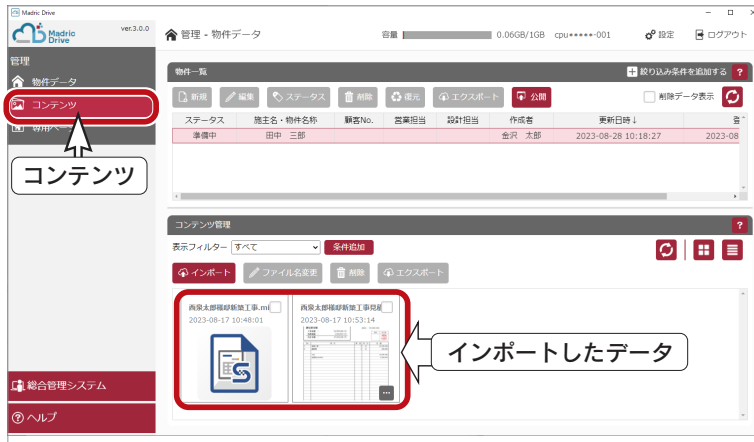 Madric Drive
Madric Drive
ver.3.0.0
管理 - 物件データ
容量
0.06GB/1GB
cpu*****-001
設定
ログアウト
管理
物件データ
コンテンツ
コンテンツ
総合管理システム
ヘルプ
物件一覧
絞り込み条件を追加する
?
新規
編集
ステータス
削除
復元
エクスポート
公開
削除データ表示
ステータス 施主名・物件名称 顧客No. 営業担当 設計担当 作成者 更新日時↓
準備中 田中 三郎 金沢 太郎 2023-08-28 10:18:27 2023-08
コンテンツ管理
?
表示フィルター
すべて
条件追加
インポート
ファイル名変更
削除
エクスポート
西泉太郎様邸新築工事.mi
2023-08-17 10:48:01
西泉太郎様邸新築工事見積
2023-08-17 10:53:14
インポートしたデータ